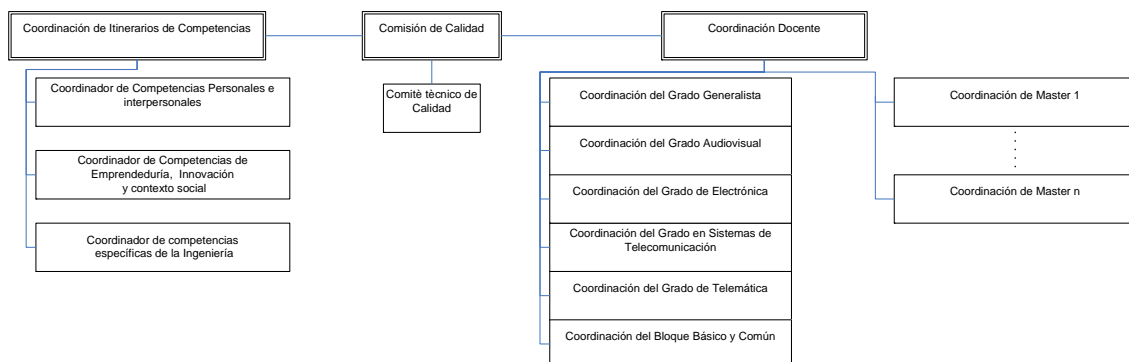 Coordinación de Itinerarios de Competencias
Comisión de Calidad
Coordinación Docente
Coordinador de Competencias Personales e
interpersonales
Coordinador de Competencias de
Emprendeduría, Innovación
y contexto social
Coordinador de competencias
específicas de la Ingeniería
Comitè tècnico de
Calidad
Coordinación del Grado Generalista
Coordinación del Grado Audiovisual
Coordinación del Grado de Electrónica
Coordinación del Grado en Sistemas de
Telecomunicación
Coordinación del Grado de Telemática
Coordinación del Bloque Básico y Común
Coordinación de Master 1
Coordinación de Master n